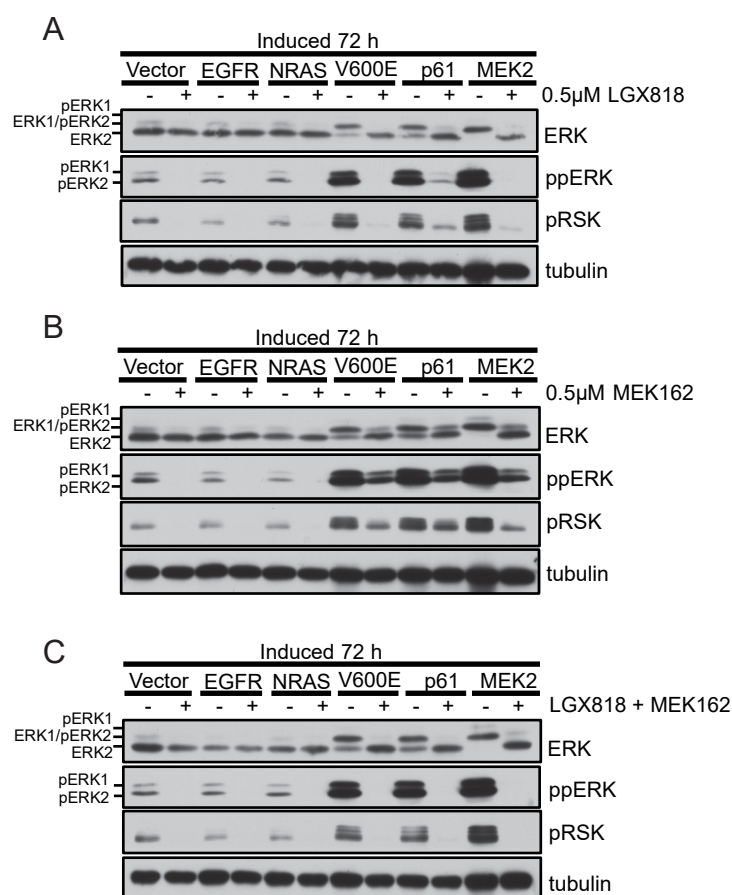 A
Induced 72 h
Vector EGFR NRAS V600E p61 MEK2
- + - + - + - + - + - + 0.5µM LGX818
pERK1
ERK1/pERK2
ERK2
ERK
pERK1
pERK2
ppERK
pRSK
tubulin
B
Induced 72 h
Vector EGFR NRAS V600E p61 MEK2
- + - + - + - + - + - + 0.5µM MEK162
pERK1
ERK1/pERK2
ERK2
ERK
pERK1
pERK2
ppERK
pRSK
tubulin
C
Induced 72 h
Vector EGFR NRAS V600E p61 MEK2
- + - + - + - + - + - + LGX818 + MEK162
pERK1
ERK1/pERK2
ERK2
ERK
pERK1
pERK2
ppERK
pRSK
tubulin